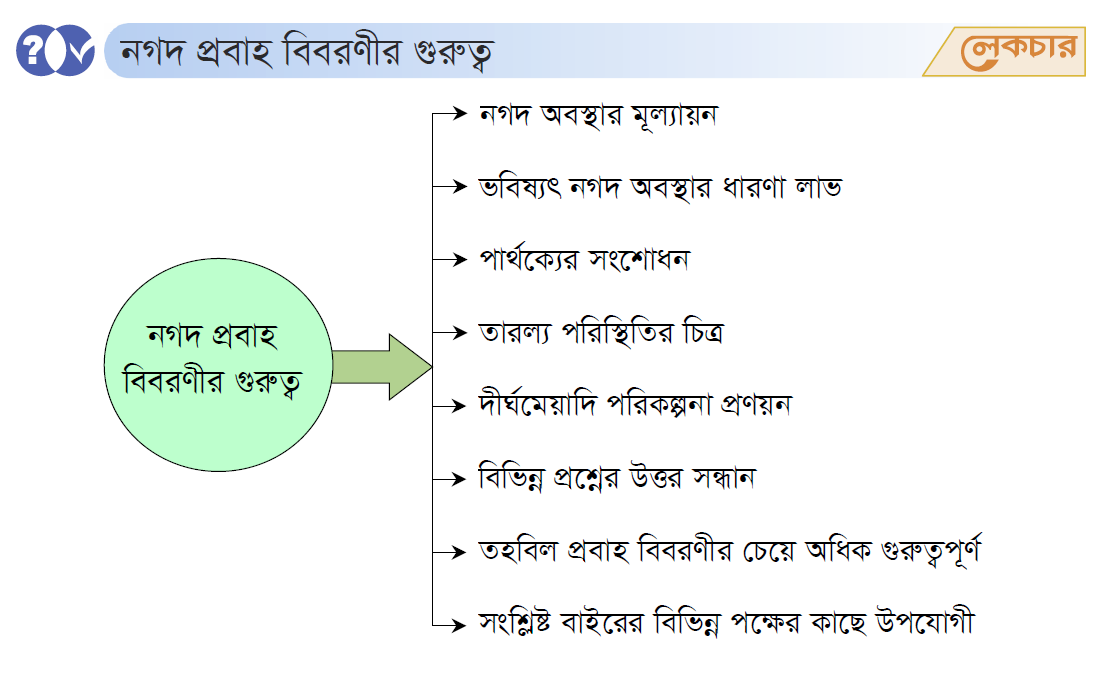 নগদ প্রবাহ বিবরণীর গুরুত্ব
লেকচার
নগদ অবস্থার মূল্যায়ন
ভবিষ্যৎ নগদ অবস্থার ধারণা লাভ
পার্থক্যের সংশোধন
তারল্য পরিস্থিতির চিত্র
নগদ প্রবাহ
বিবরণীর গুরুত্ব
দীর্ঘমেয়াদি পরিকল্পনা প্রণয়ন
বিভিন্ন প্রশ্নের উত্তর সন্ধান
তহবিল প্রবাহ বিবরণীর চেয়ে অধিক গুরুত্বপূর্ণ
সংশ্লিষ্ট বাইরের বিভিন্ন পক্ষের কাছে উপযোগী